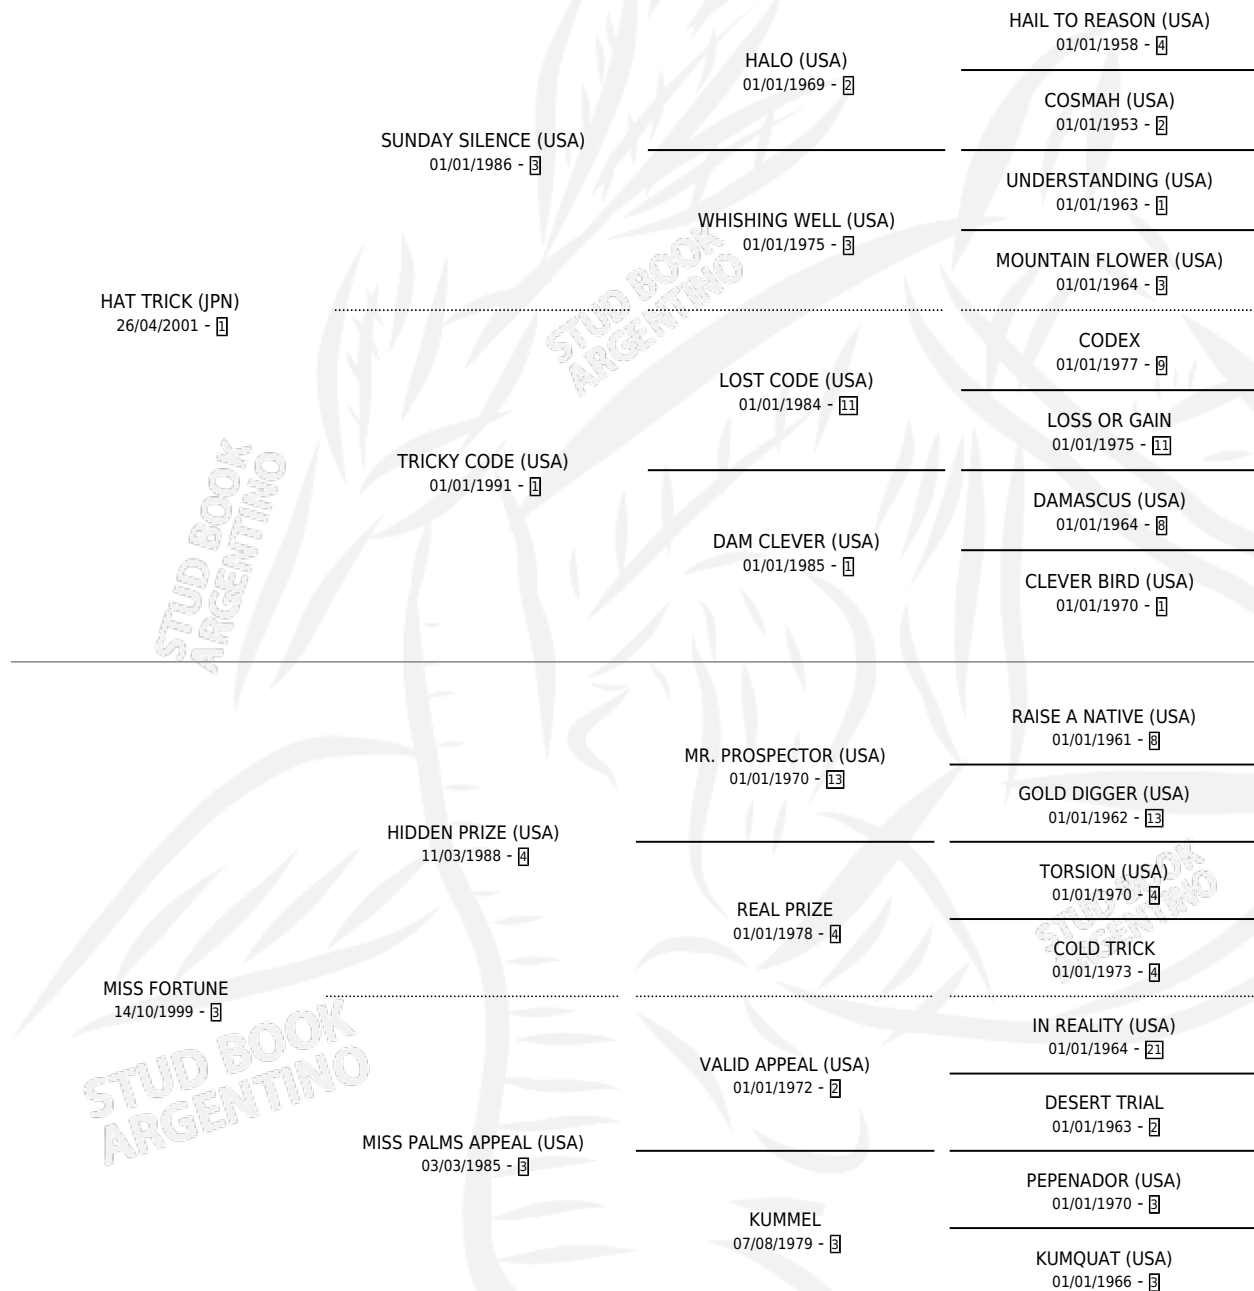 HAIL TO REASON (USA)
01/01/1958 - 4
HALO (USA)
01/01/1969 - 2
COSMAH (USA)
01/01/1953 - 2
SUNDAY SILENCE (USA)
01/01/1986 - 3
UNDERSTANDING (USA)
01/01/1963 - 1
WHISHING WELL (USA)
01/01/1975 - 3
MOUNTAIN FLOWER (USA)
01/01/1964 - 3
HAT TRICK (JPN)
26/04/2001 - 1
CODEX
01/01/1977 - 9
LOST CODE (USA)
01/01/1984 - 11
LOSS OR GAIN
01/01/1975 - 11
TRICKY CODE (USA)
01/01/1991 - 1
DAMASCUS (USA)
01/01/1964 - 8
DAM CLEVER (USA)
01/01/1985 - 1
CLEVER BIRD (USA)
01/01/1970 - 1
RAISE A NATIVE (USA)
01/01/1961 - 8
MR. PROSPECTOR (USA)
01/01/1970 - 13
GOLD DIGGER (USA)
01/01/1962 - 13
HIDDEN PRIZE (USA)
11/03/1988 - 4
TORSION (USA)
01/01/1970 - 4
REAL PRIZE
01/01/1978 - 4
COLD TRICK
01/01/1973 - 4
MISS FORTUNE
14/10/1999 - 3
IN REALITY (USA)
01/01/1964 - 21
VALID APPEAL (USA)
01/01/1972 - 2
DESERT TRIAL
01/01/1963 - 2
MISS PALMS APPEAL (USA)
03/03/1985 - 3
PEPENADOR (USA)
01/01/1970 - 3
KUMMEL
07/08/1979 - 3
KUMQUAT (USA)
01/01/1966 - 3
STUD BOOK
ARGENTINO
STUD BOOK
ARGENTINO
STUD BOOK
ARGENTINO
STUD BOOK
ARGENTINO